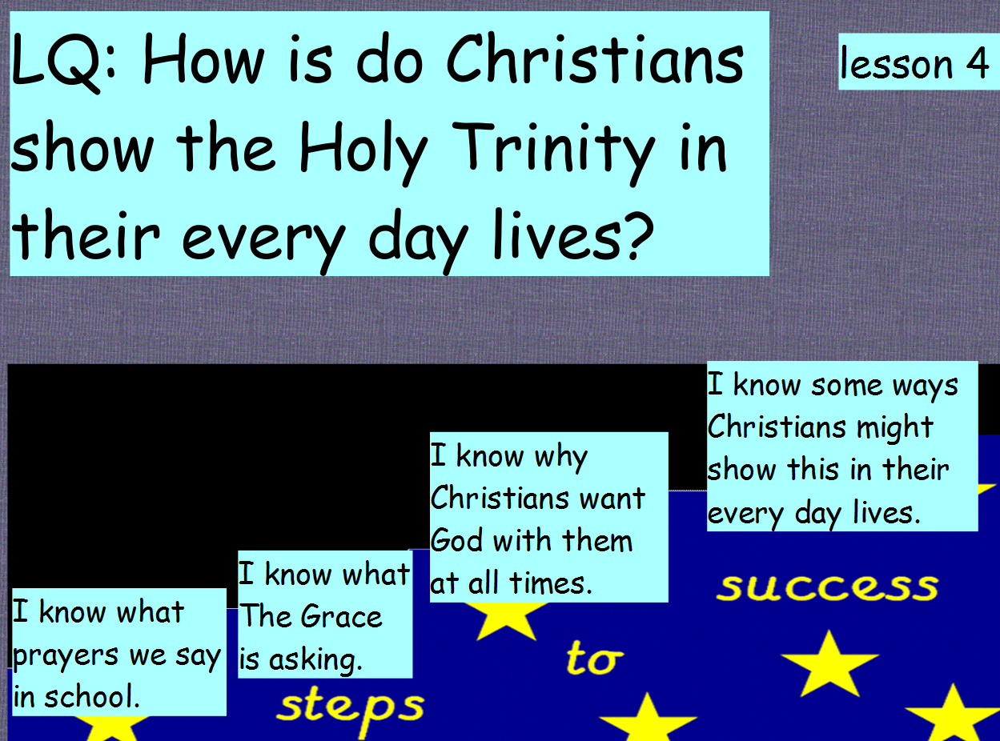 LQ: How is do Christians
show the Holy Trinity in
their every day lives?
lesson 4
I know what
prayers we say
in school.
I know what
The Grace
is asking.
I know why
Christians want
God with them
at all times.
I know some ways
Christians might
show this in their
every day lives.
steps
to
success